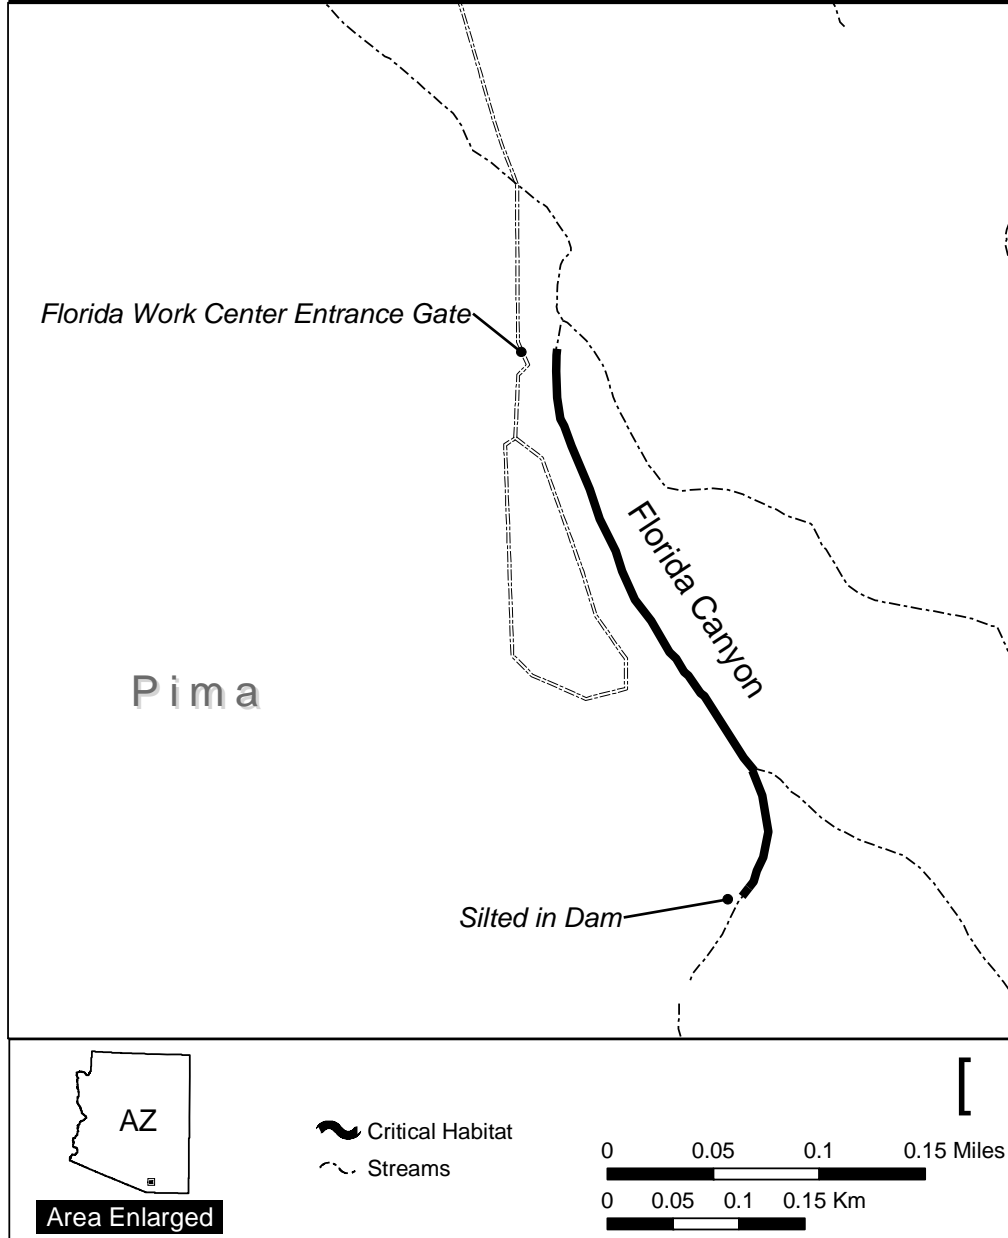 Florida Work Center Entrance Gate
Florida Canyon
Pima
Silted in Dam
AZ
Area Enlarged
Critical Habitat
Streams
[
0 0.05 0.1 0.15 Miles
0 0.05 0.1 0.15 Km